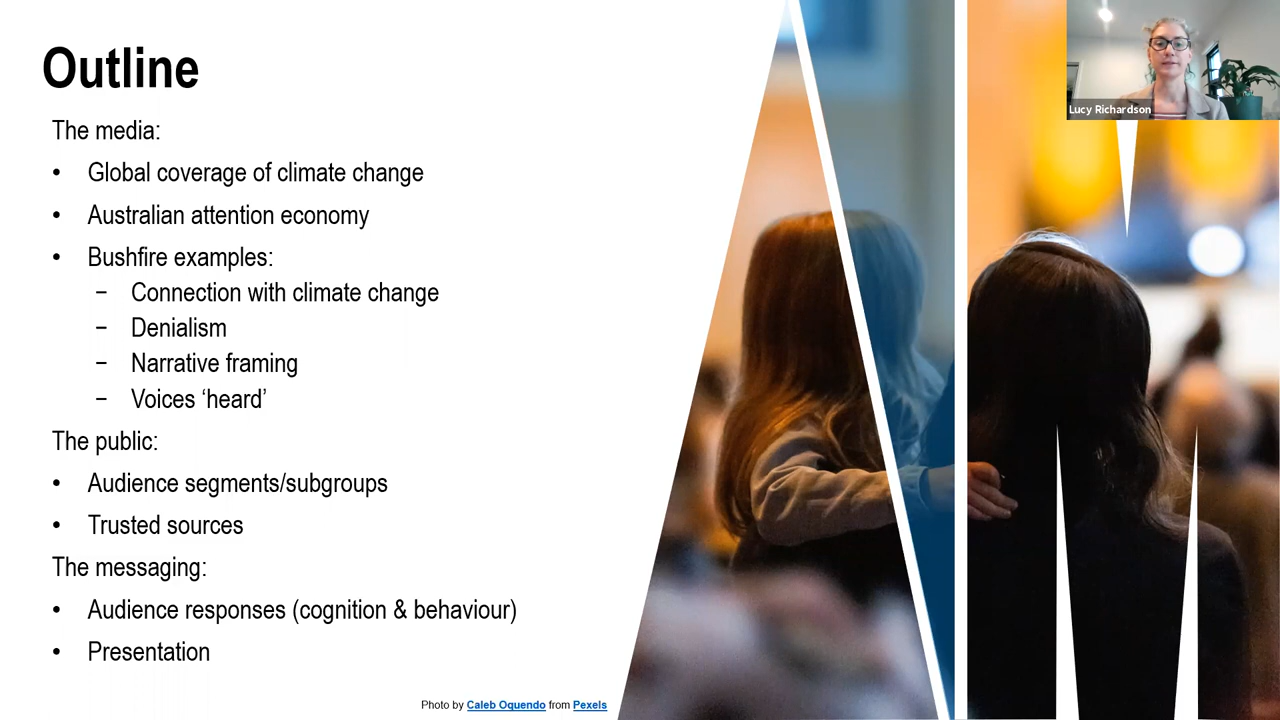 Outline
The media:
• Global coverage of climate change
• Australian attention economy
• Bushfire examples:
− Connection with climate change
− Denialism
− Narrative framing
− Voices ‘heard’
The public:
• Audience segments/subgroups
• Trusted sources
The messaging:
• Audience responses (cognition & behaviour)
• Presentation
Photo by Caleb Oquendo from Pexels
Lucy Richardson